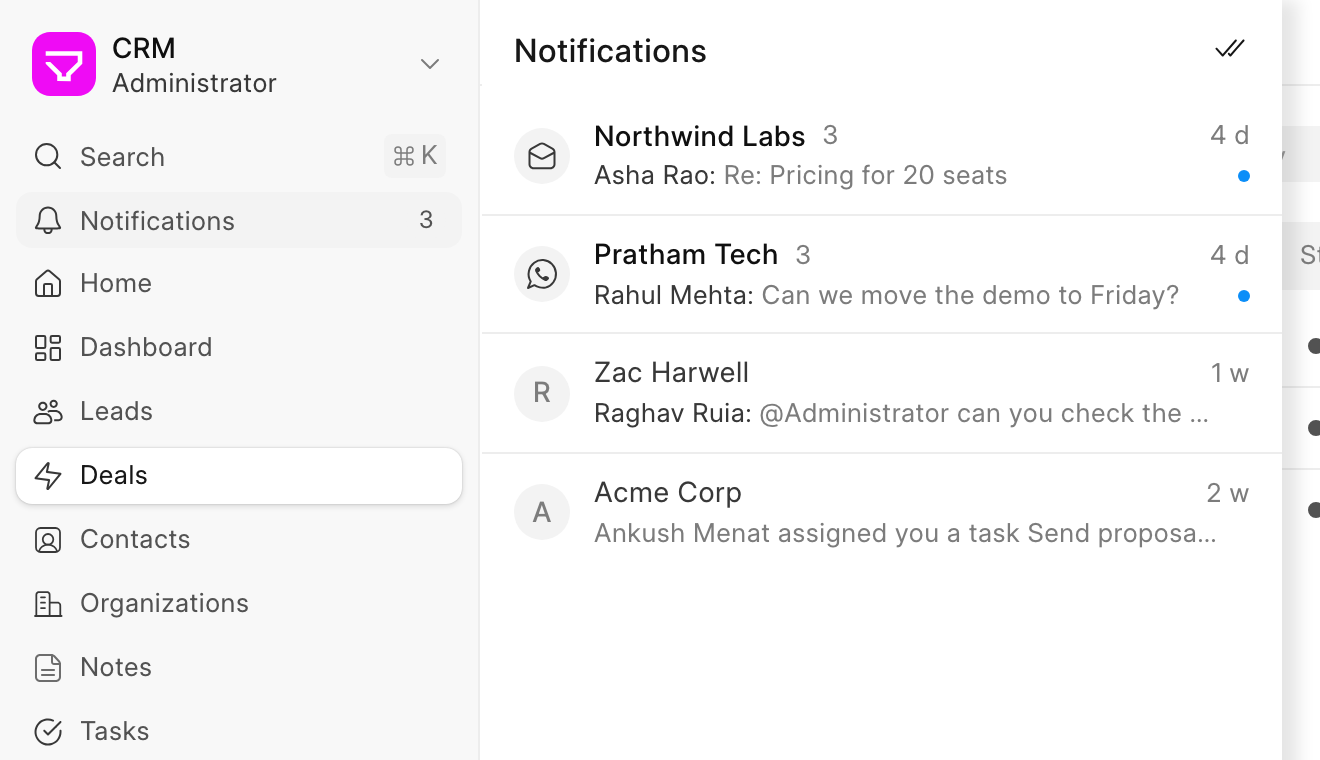 CRM
Administrator
Search ⌘ K
Notifications 3
Home
Dashboard
Leads
Deals
Contacts
Organizations
Notes
Tasks
Notifications
Northwind Labs 3 4 d
Asha Rao: Re: Pricing for 20 seats
Pratham Tech 3 4 d
Rahul Mehta: Can we move the demo to Friday?
R
Zac Harwell 1 w
Raghav Ruia: @Administrator can you check the ...
A
Acme Corp 2 w
Ankush Menat assigned you a task Send proposa...